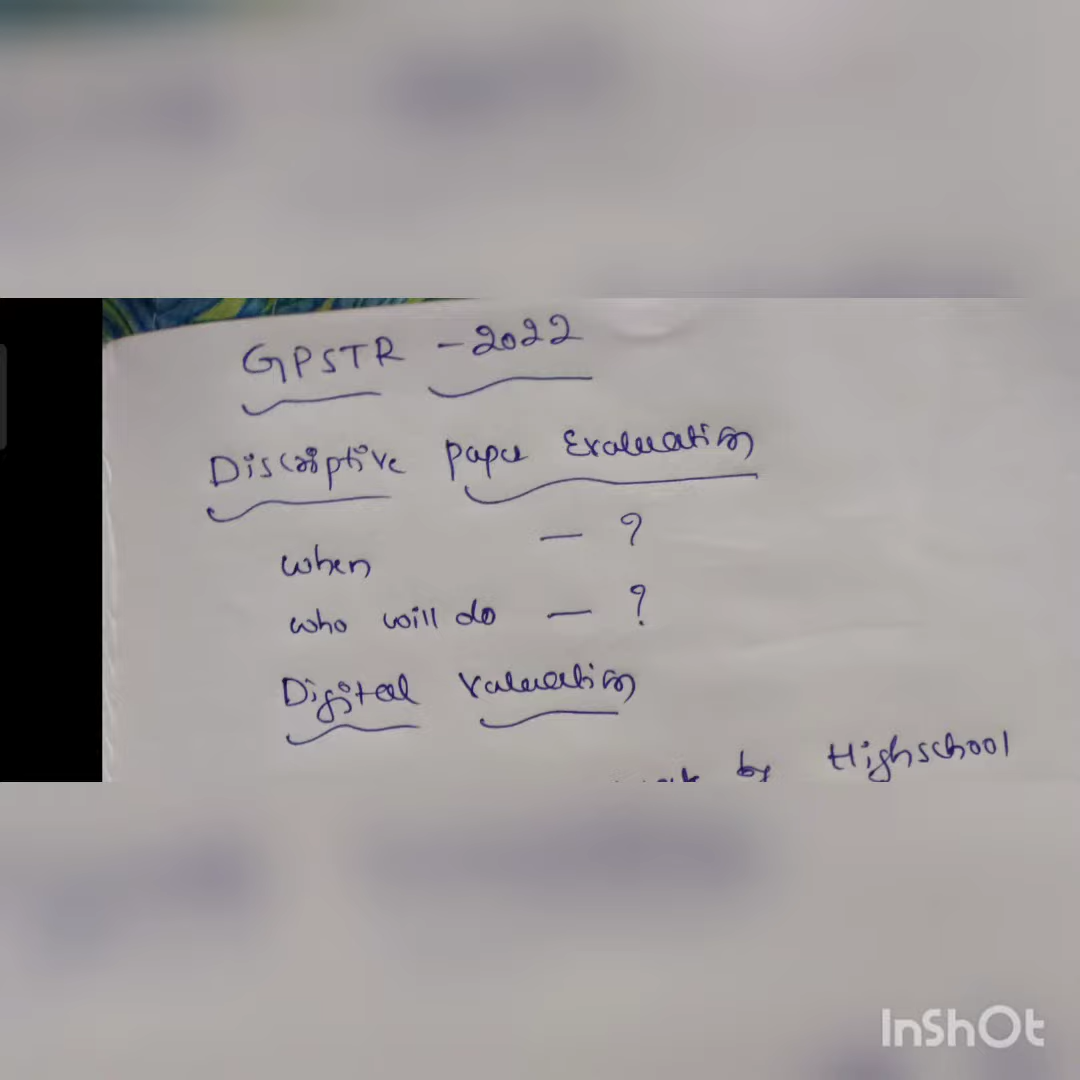 GPSTR - 2022
Discriptive paper Evaluation
when — ?
who will do — ?
Digital Valuation
by Highschool
InShOt